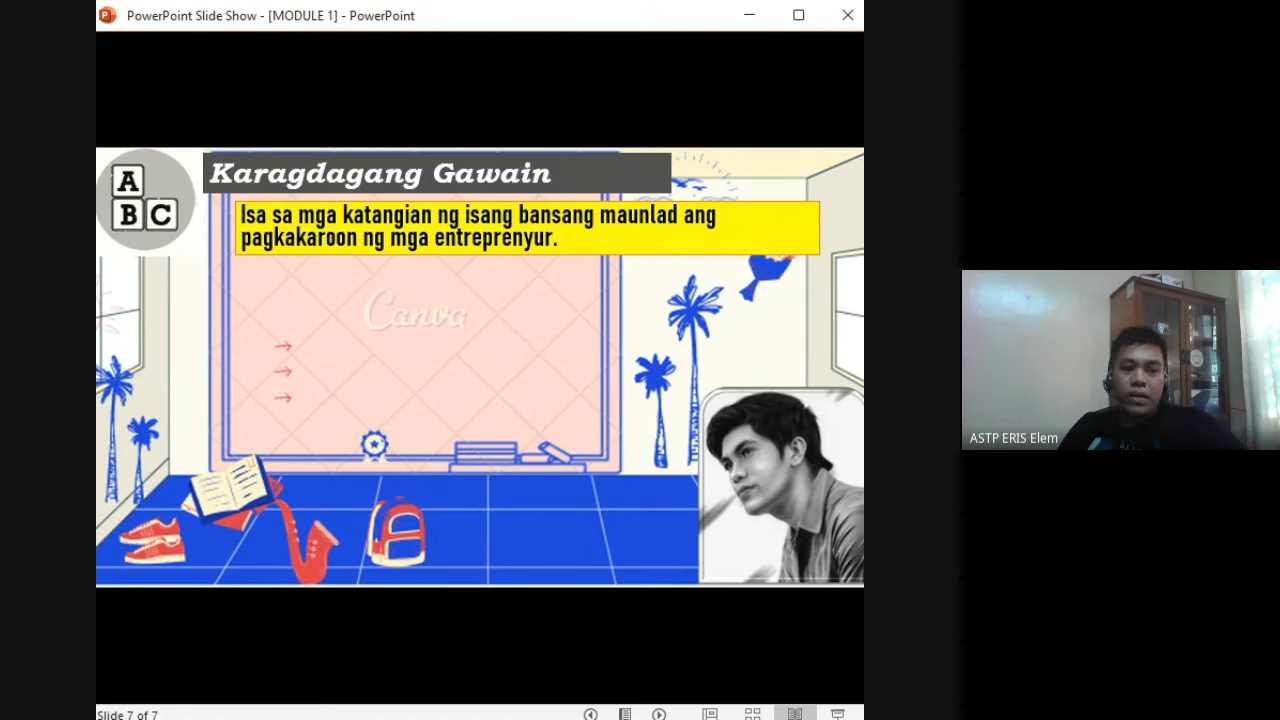 PowerPoint Slide Show - [MODULE 1] - PowerPoint
A
B C
Karagdagang Gawain
Isa sa mga katangian ng isang bansang maunlad ang
pagkakaroon ng mga entreprenyur.
Canva
ASTP ERIS Elem
Slide 7 of 7